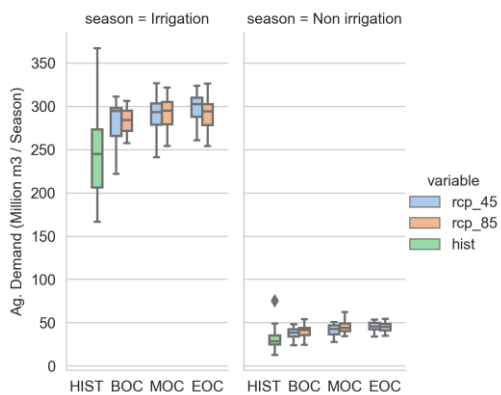 season = Irrigation
season = Non irrigation
Ag. Demand (Million m3 / Season)
350
300
250
200
150
100
50
0
HIST BOC MOC EOC
HIST BOC MOC EOC
variable
rcp_45
rcp_85
hist